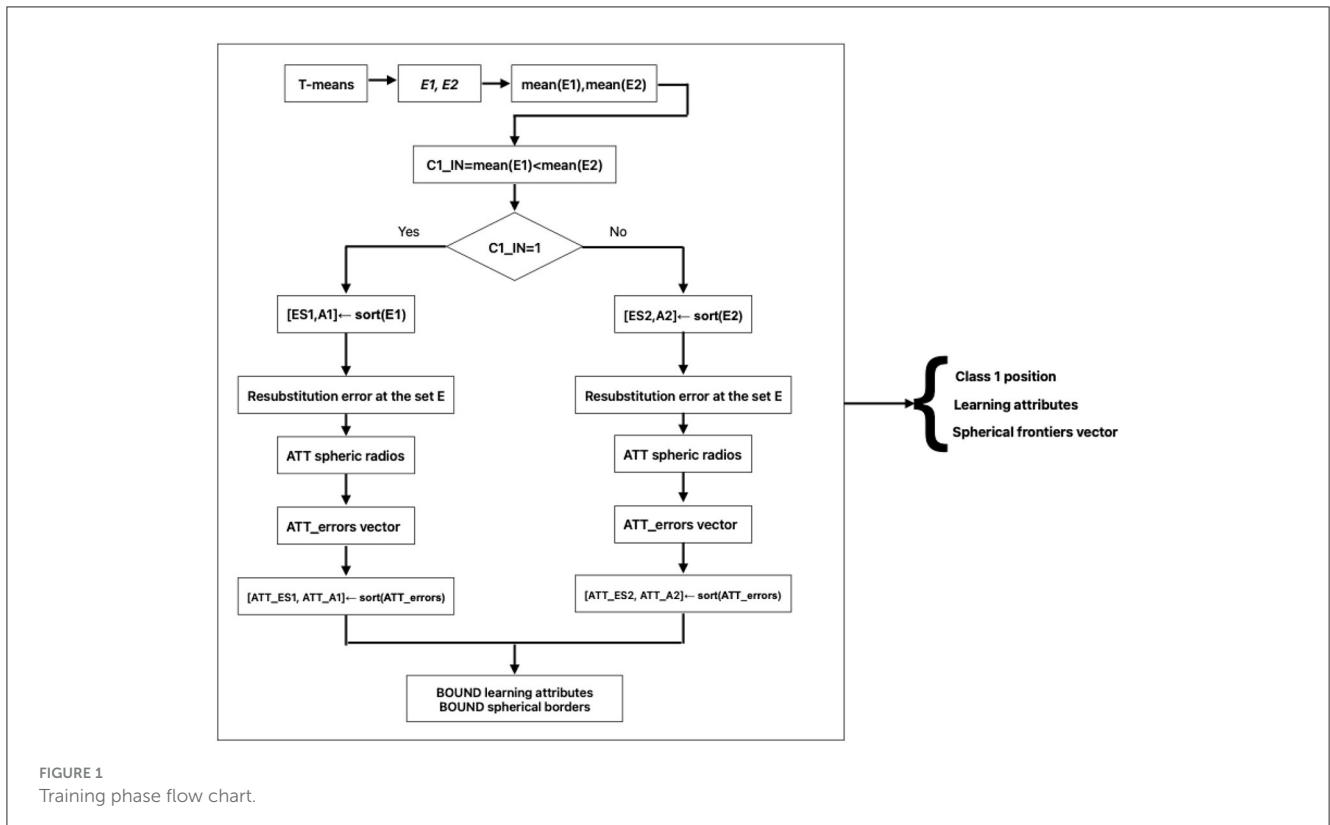 T-means
E1, E2
mean(E1),mean(E2)
C1_IN=mean(E1)<mean(E2)
Yes
No
C1_IN=1
[ES1,A1]← sort(E1)
[ES2,A2]← sort(E2)
Resubstitution error at the set E
Resubstitution error at the set E
ATT spheric radios
ATT spheric radios
ATT_errors vector
ATT_errors vector
[ATT_ES1, ATT_A1]← sort(ATT_errors)
[ATT_ES2, ATT_A2]← sort(ATT_errors)
BOUND learning attributes
BOUND spherical borders
{
Class 1 position
Learning attributes
Spherical frontiers vector
FIGURE 1
Training phase flow chart.